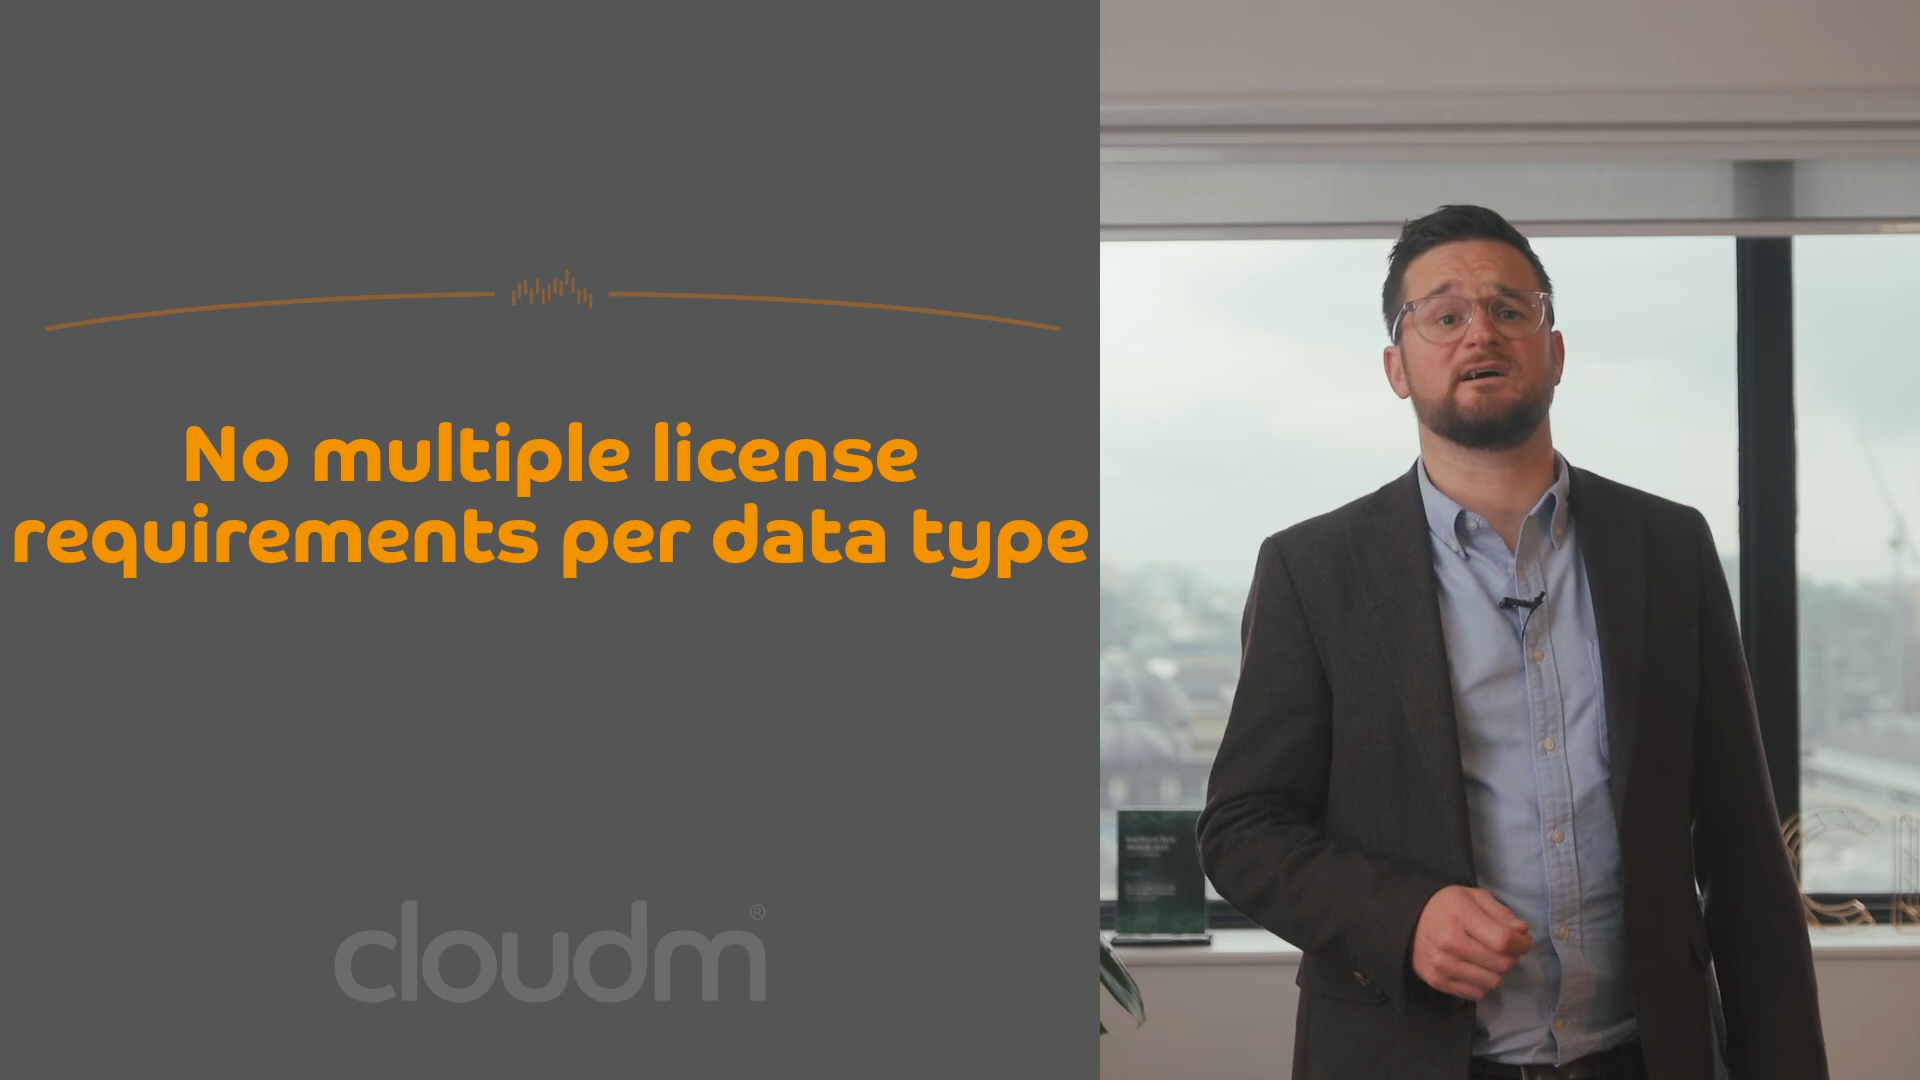 No multiple license
requirements per data type
cloudm®